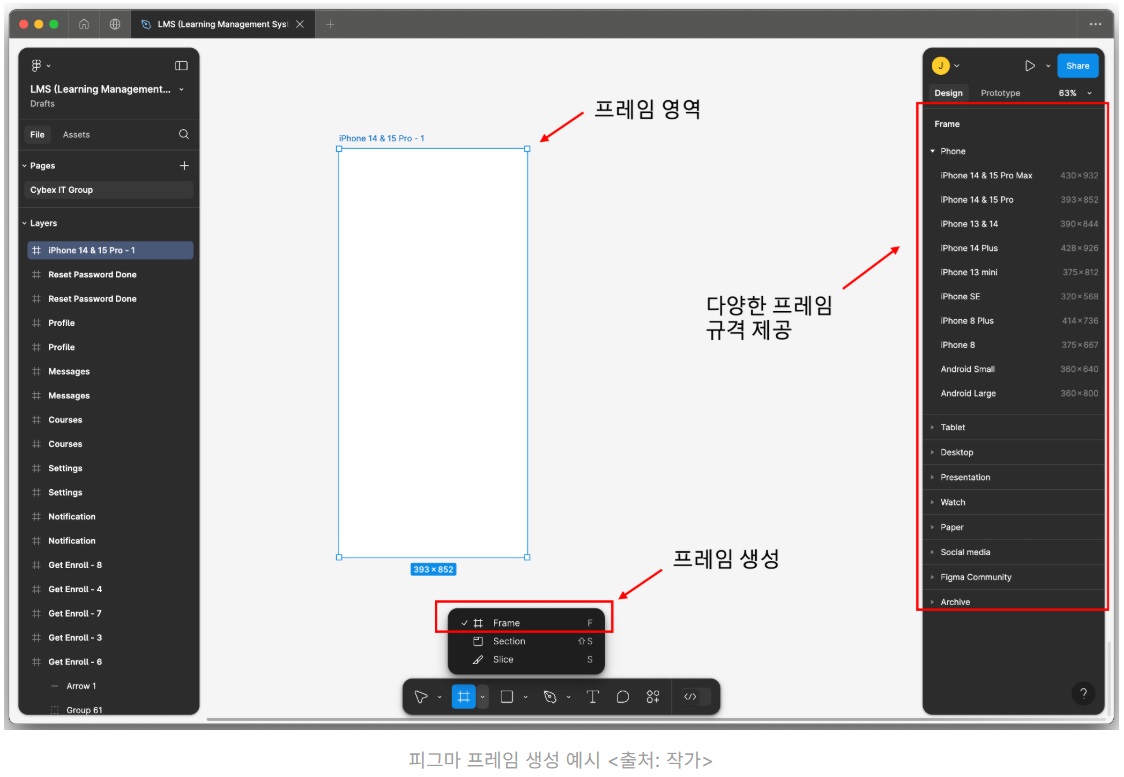 LMS (Learning Management Syst
LMS (Learning Management...
Drafts
File Assets
Pages
Cybex IT Group
Layers
iPhone 14 & 15 Pro - 1
Reset Password Done
Reset Password Done
Profile
Profile
Messages
Messages
Courses
Courses
Settings
Settings
Notification
Notification
Get Enroll - 8
Get Enroll - 4
Get Enroll - 7
Get Enroll - 3
Get Enroll - 6
Arrow 1
Group 61
프레임 영역
iPhone 14 & 15 Pro - 1
393 × 852
다양한 프레임
규격 제공
프레임 생성
Frame F
Section ⇧S
Slice S
J Share
Design Prototype 63%
Frame
Phone
iPhone 14 & 15 Pro Max 430×932
iPhone 14 & 15 Pro 393×852
iPhone 13 & 14 390×844
iPhone 14 Plus 428×926
iPhone 13 mini 375×812
iPhone SE 320×568
iPhone 8 Plus 414×736
iPhone 8 375×667
Android Small 360×640
Android Large 360×800
Tablet
Desktop
Presentation
Watch
Paper
Social media
Figma Community
Archive
?
피그마 프레임 생성 예시 <출처: 작가>